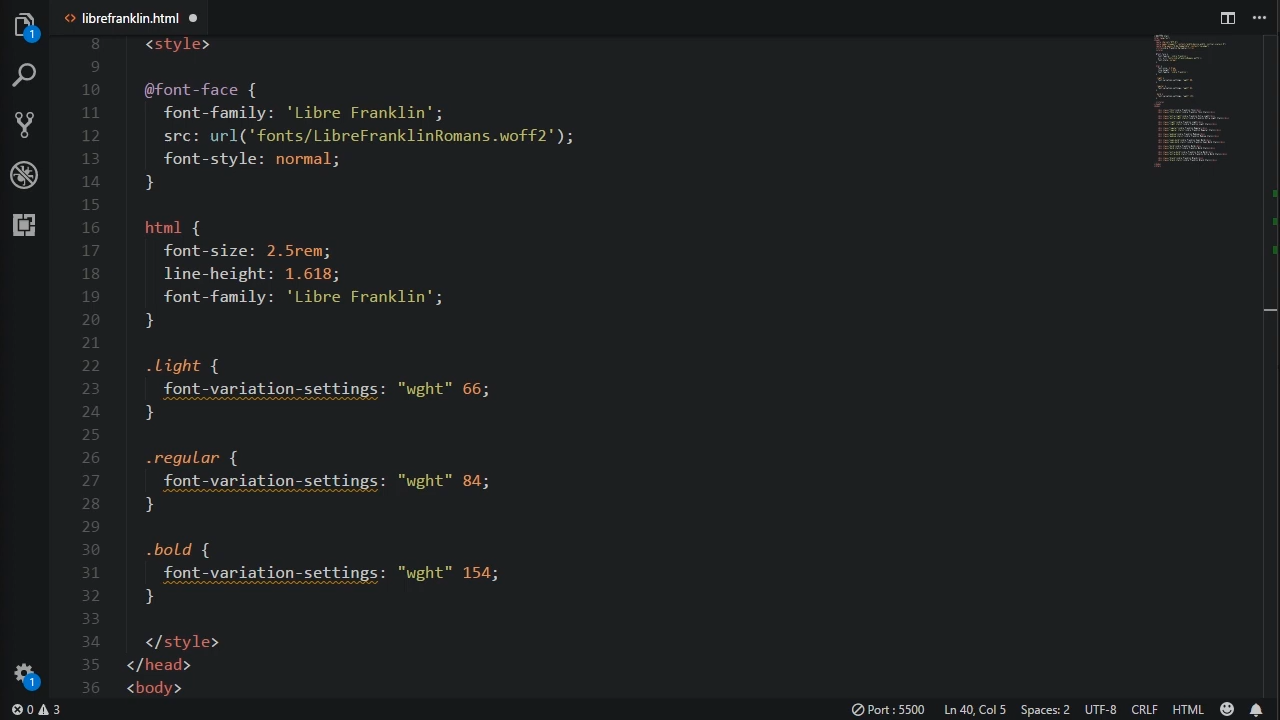 librefranklin.html
1
8 <style>
9
10 @font-face {
11 font-family: 'Libre Franklin';
12 src: url('fonts/LibreFranklinRomans.woff2');
13 font-style: normal;
14 }
15
16 html {
17 font-size: 2.5rem;
18 line-height: 1.618;
19 font-family: 'Libre Franklin';
20 }
21
22 .light {
23 font-variation-settings: "wght" 66;
24 }
25
26 .regular {
27 font-variation-settings: "wght" 84;
28 }
29
30 .bold {
31 font-variation-settings: "wght" 154;
32 }
33
34 </style>
35 </head>
36 <body>
1
0 3 Port : 5500 Ln 40, Col 5 Spaces: 2 UTF-8 CRLF HTML